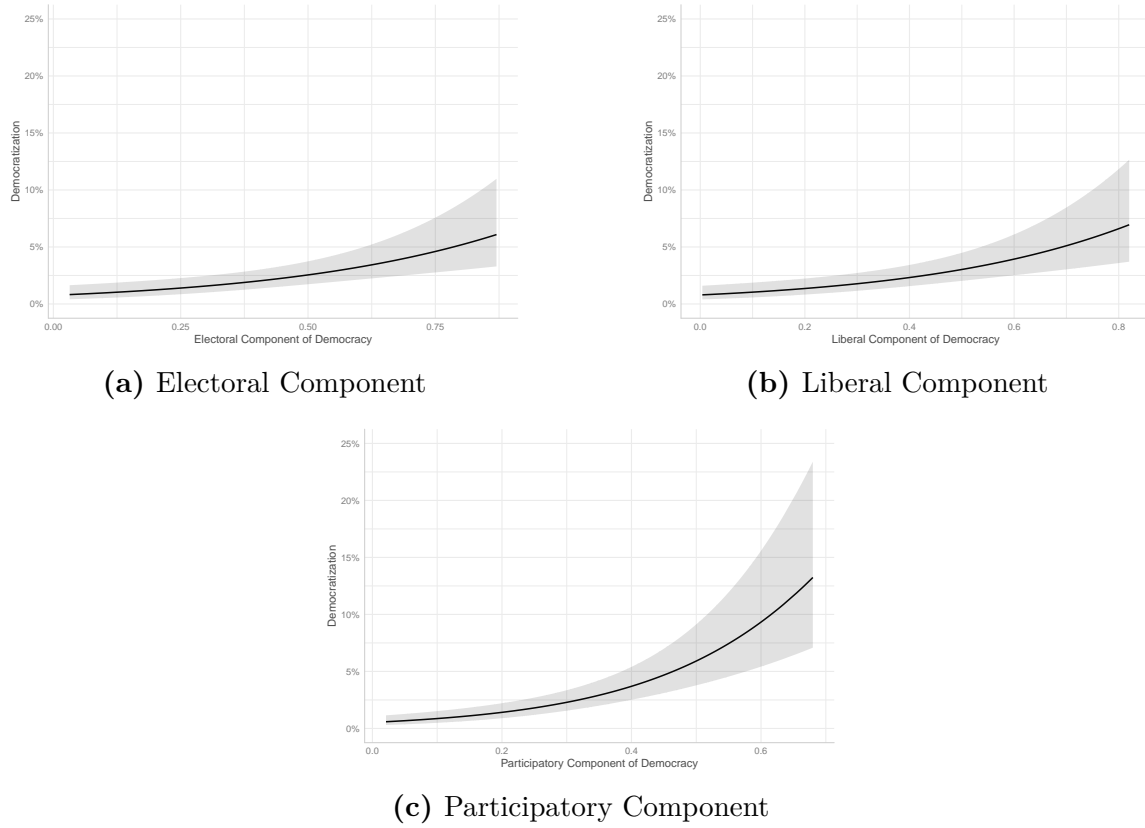 25%
20%
15%
10%
5%
0%
Democratization
0.00 0.25 0.50 0.75
Electoral Component of Democracy
(a) Electoral Component
25%
20%
15%
10%
5%
0%
Democratization
0.0 0.2 0.4 0.6 0.8
Liberal Component of Democracy
(b) Liberal Component
25%
20%
15%
10%
5%
0%
Democratization
0.0 0.2 0.4 0.6
Participatory Component of Democracy
(c) Participatory Component